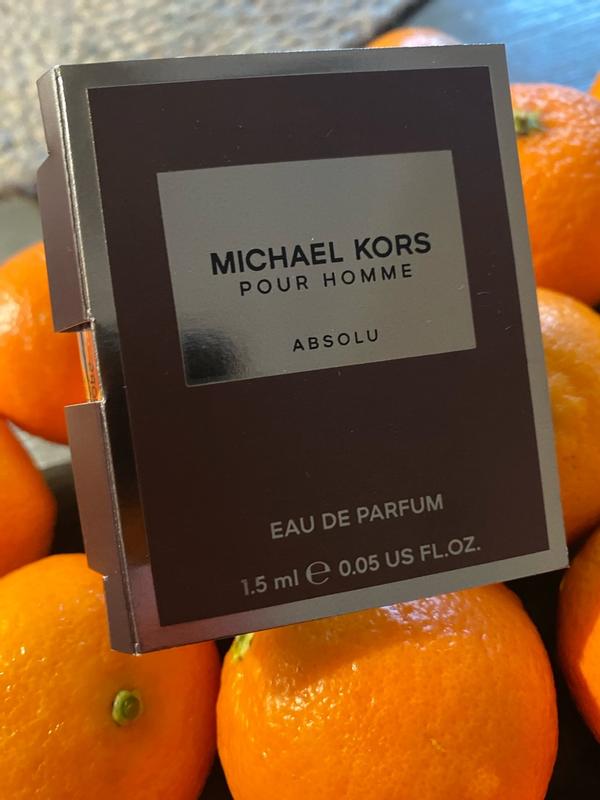 MICHAEL KORS
POUR HOMME
ABSOLU
EAU DE PARFUM
1.5 ml ℮ 0.05 US FL.OZ.